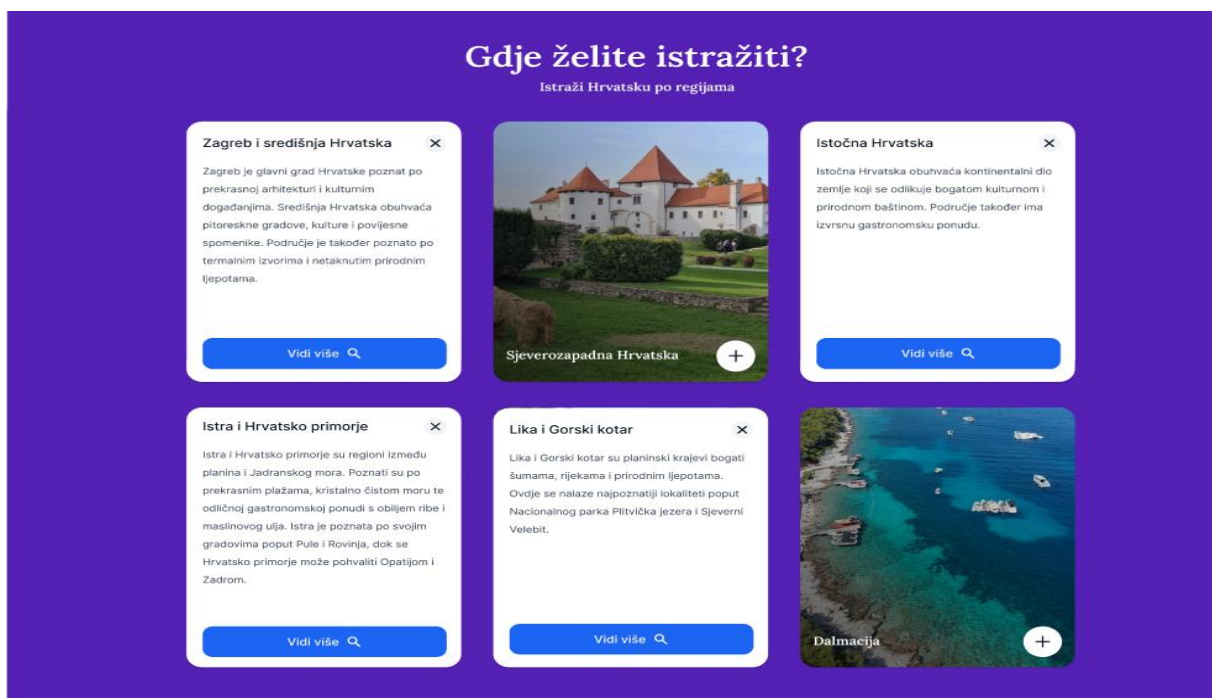 Gdje želite istražiti?
Istraži Hrvatsku po regijama
Zagreb i središnja Hrvatska
Zagreb je glavni grad Hrvatske poznat po
prekrasnoj arhitekturi i kulturnim
događanjima. Središnja Hrvatska obuhvaća
pitoreskne gradove, kulture i povijesne
spomenike. Područje je također poznato po
termalnim izvorima i netaknutim prirodnim
ljepotama.
Vidi više
Sjeverozapadna Hrvatska
Istočna Hrvatska
Istočna Hrvatska obuhvaća kontinentalni dio
zemlje koji se odlikuje bogatom kulturnom i
prirodnom baštinom. Područje također ima
izvrsnu gastronomsku ponudu.
Vidi više
Istra i Hrvatsko primorje
Istra i Hrvatsko primorje su regioni između
planina i Jadranskog mora. Poznati su po
prekrasnim plažama, kristalno čistom moru te
odličnoj gastronomskoj ponudi s obiljem ribe i
maslinovog ulja. Istra je poznata po svojim
gradovima poput Pule i Rovinja, dok se
Hrvatsko primorje može pohvaliti Opatijom i
Zadrom.
Vidi više
Lika i Gorski kotar
Lika i Gorski kotar su planinski krajevi bogati
šumama, rijekama i prirodnim ljepotama.
Ovdje se nalaze najpoznatiji lokaliteti poput
Nacionalnog parka Plitvička jezera i Sjeverni
Velebit.
Vidi više
Dalmacija